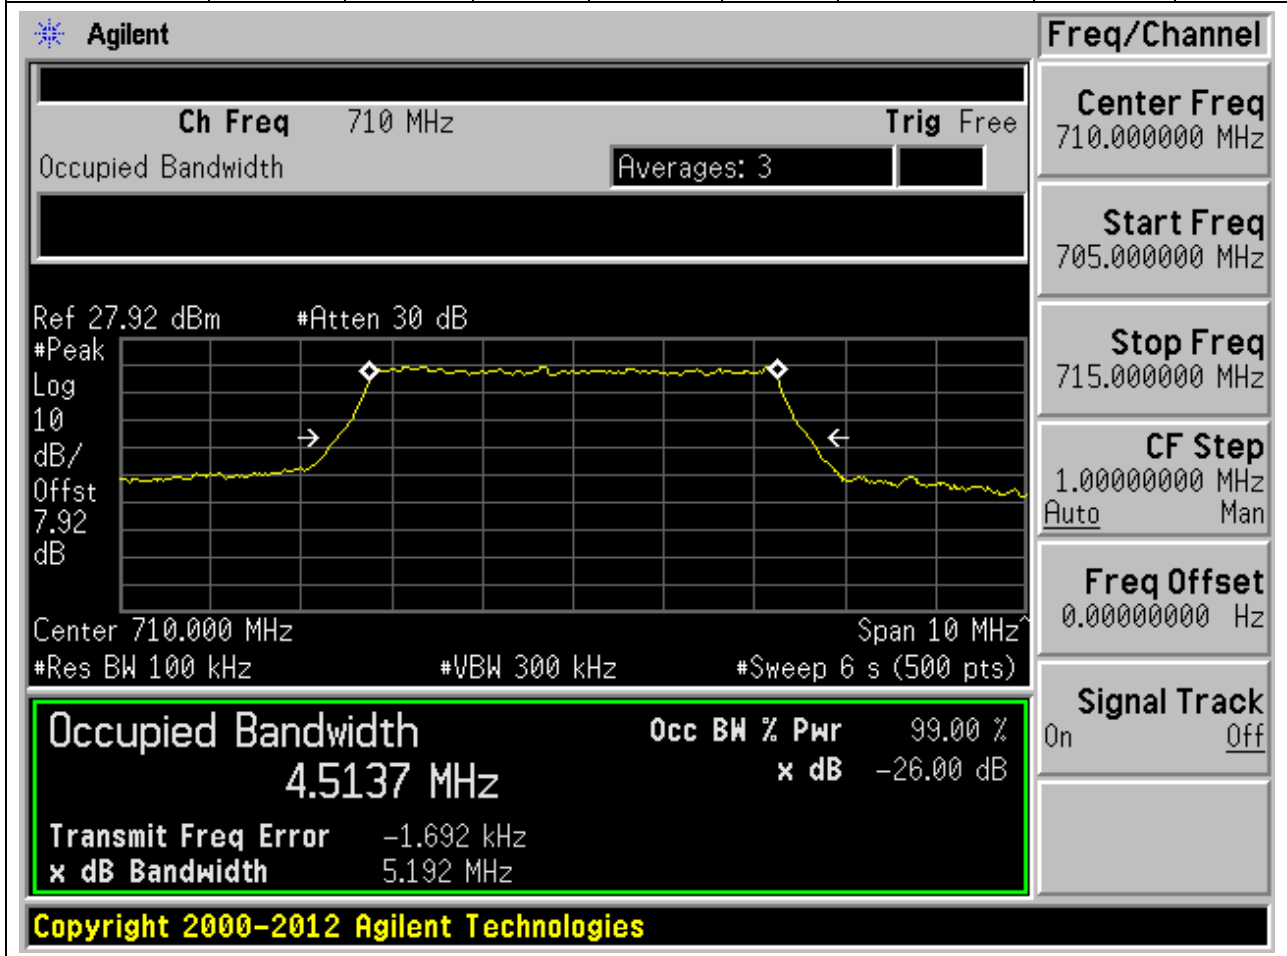 Agilent
Freq/Channel
Ch Freq 710 MHz Trig Free
Occupied Bandwidth Averages: 3
Center Freq
710.000000 MHz
Start Freq
705.000000 MHz
Stop Freq
715.000000 MHz
CF Step
1.00000000 MHz
Auto Man
Freq Offset
0.00000000 Hz
Signal Track
On Off
Ref 27.92 dBm #Atten 30 dB
#Peak
Log
10
dB/
Offst
7.92
dB
Center 710.000 MHz Span 10 MHz^
#Res BW 100 kHz #VBW 300 kHz #Sweep 6 s (500 pts)
Occupied Bandwidth Occ BW % Pwr 99.00 %
4.5137 MHz x dB -26.00 dB
Transmit Freq Error -1.692 kHz
x dB Bandwidth 5.192 MHz
Copyright 2000-2012 Agilent Technologies